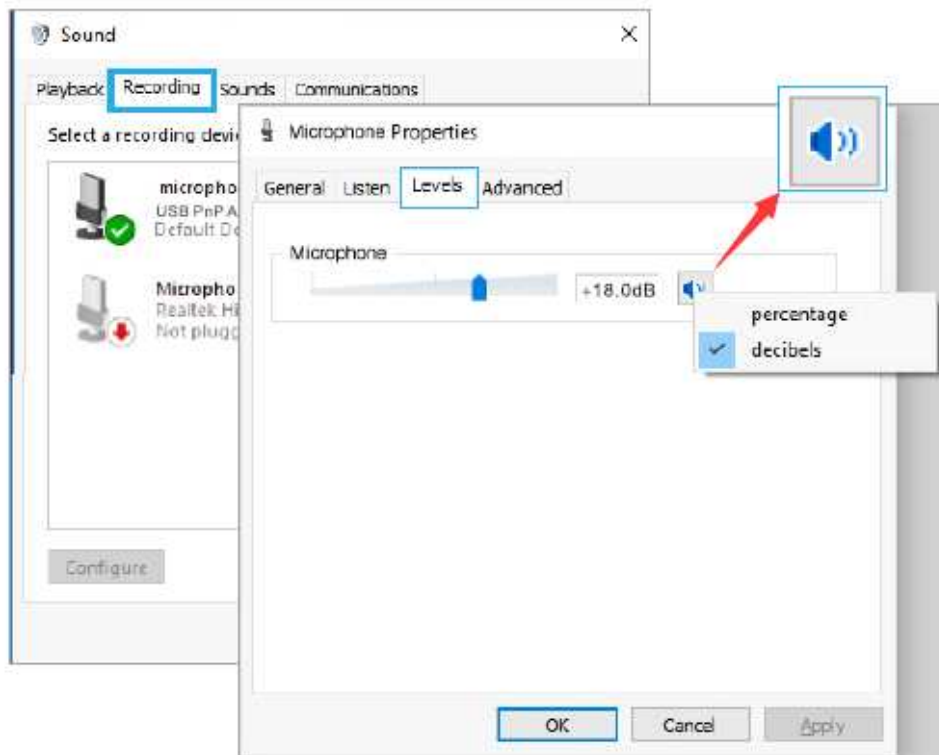 Sound
Playback Recording Sounds Communications
Select a recording devi
micropho
USB PnP A
Default De
Micropho
Realtek Hi
Not plugg
Configure
Microphone Properties
General Listen Levels Advanced
Microphone
+18.0dB
percentage
decibels
OK Cancel Apply